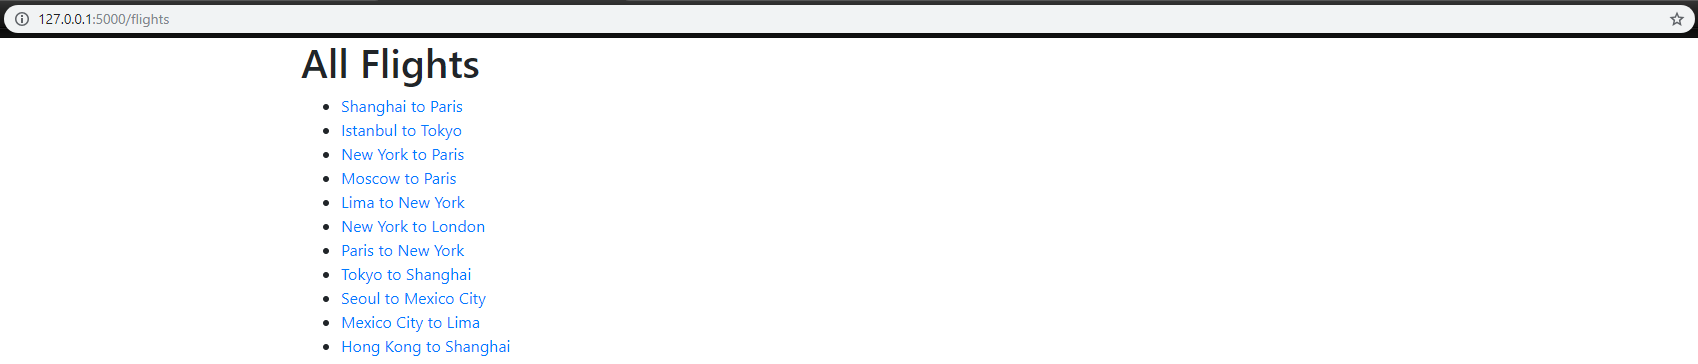 127.0.0.1:5000/flights
All Flights
Shanghai to Paris
Istanbul to Tokyo
New York to Paris
Moscow to Paris
Lima to New York
New York to London
Paris to New York
Tokyo to Shanghai
Seoul to Mexico City
Mexico City to Lima
Hong Kong to Shanghai